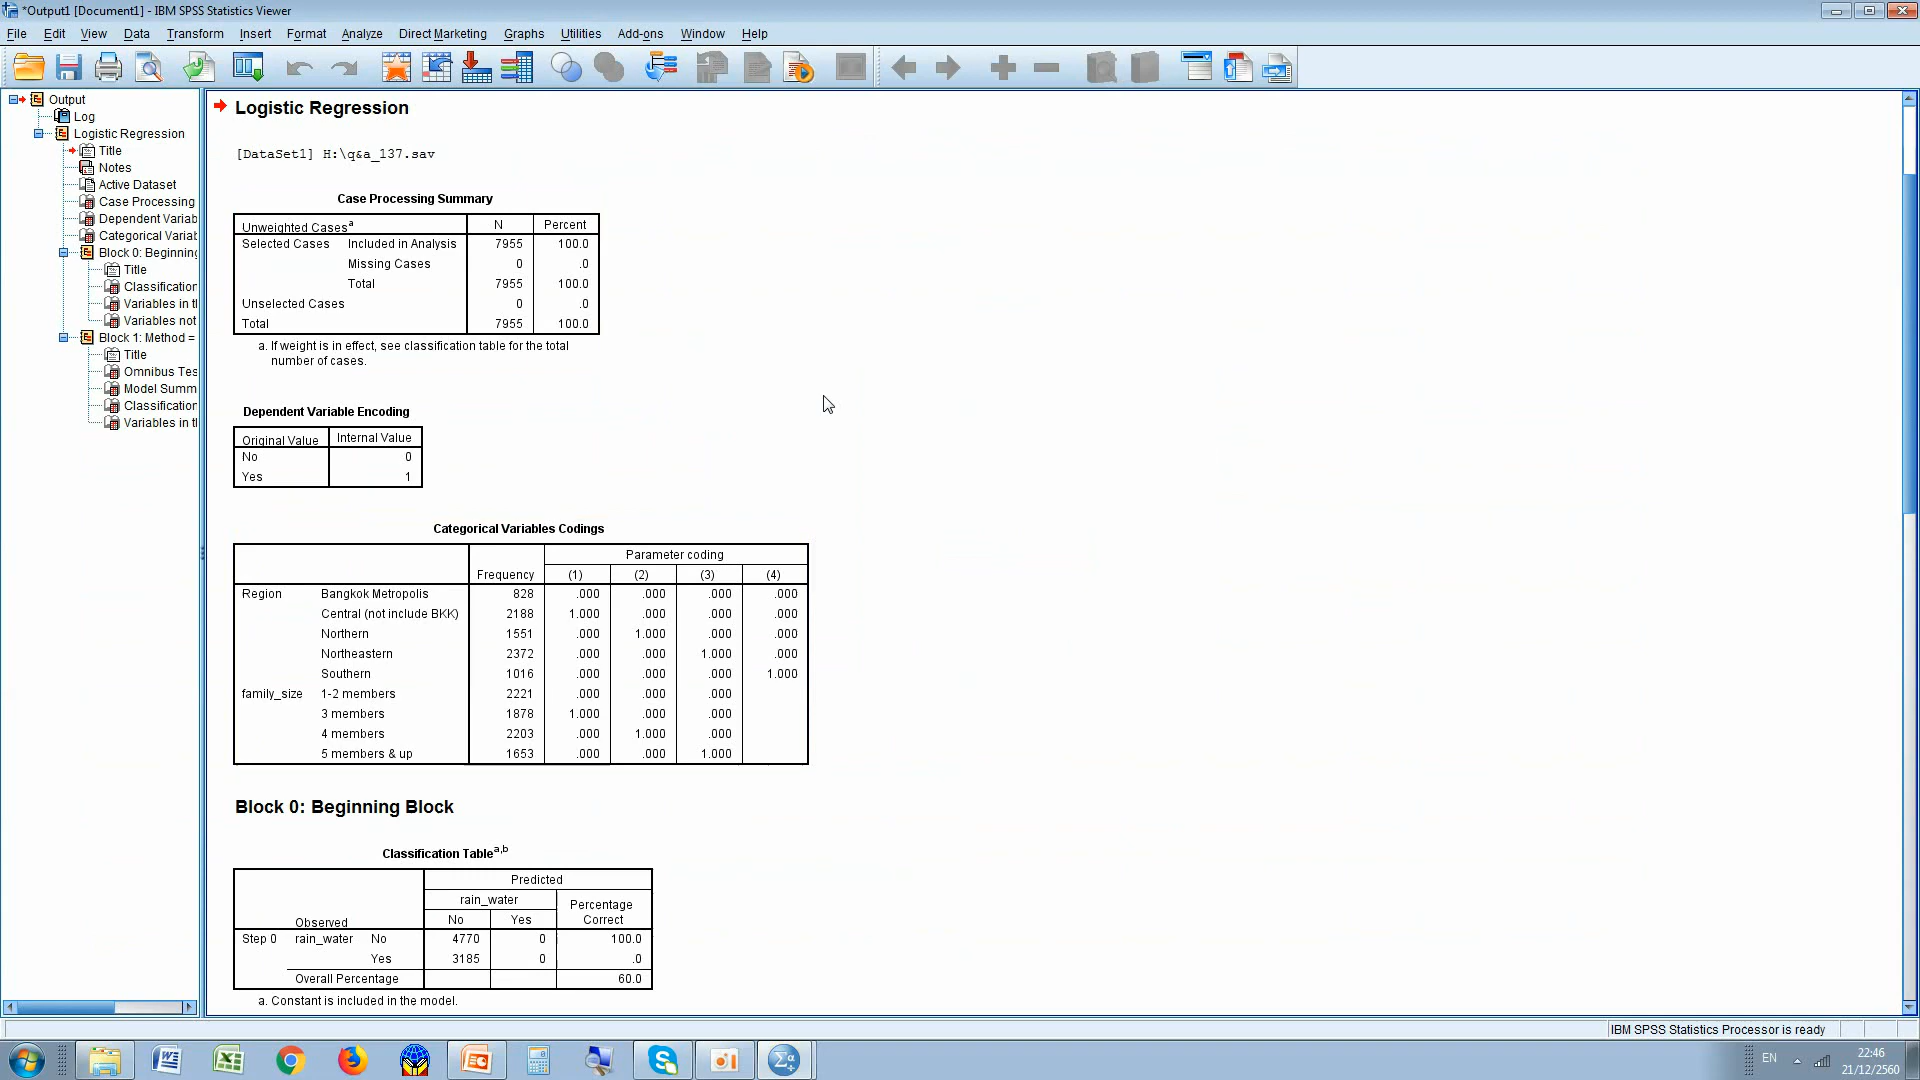 *Output1 [Document1] - IBM SPSS Statistics Viewer
File Edit View Data Transform Insert Format Analyze Direct Marketing Graphs Utilities Add-ons Window Help
Output
Log
Logistic Regression
Title
Notes
Active Dataset
Case Processing
Dependent Variab
Categorical Variat
Block 0: Beginning
Title
Classification
Variables in tl
Variables not
Block 1: Method =
Title
Omnibus Tes
Model Summ
Classification
Variables in tl
Logistic Regression
[DataSet1] H:\q&a_137.sav
Case Processing Summary
Unweighted Casesa N Percent
Selected Cases Included in Analysis 7955 100.0
Missing Cases 0 .0
Total 7955 100.0
Unselected Cases 0 .0
Total 7955 100.0
a. If weight is in effect, see classification table for the total
number of cases.
Dependent Variable Encoding
Original Value Internal Value
No 0
Yes 1
Categorical Variables Codings
Parameter coding
Frequency (1) (2) (3) (4)
Region Bangkok Metropolis 828 .000 .000 .000 .000
Central (not include BKK) 2188 1.000 .000 .000 .000
Northern 1551 .000 1.000 .000 .000
Northeastern 2372 .000 .000 1.000 .000
Southern 1016 .000 .000 .000 1.000
family_size 1-2 members 2221 .000 .000 .000
3 members 1878 1.000 .000 .000
4 members 2203 .000 1.000 .000
5 members & up 1653 .000 .000 1.000
Block 0: Beginning Block
Classification Tablea,b
Predicted
rain_water Percentage Correct
Observed No Yes
Step 0 rain_water No 4770 0 100.0
Yes 3185 0 .0
Overall Percentage 60.0
a. Constant is included in the model.
IBM SPSS Statistics Processor is ready
EN
22:46
21/12/2560